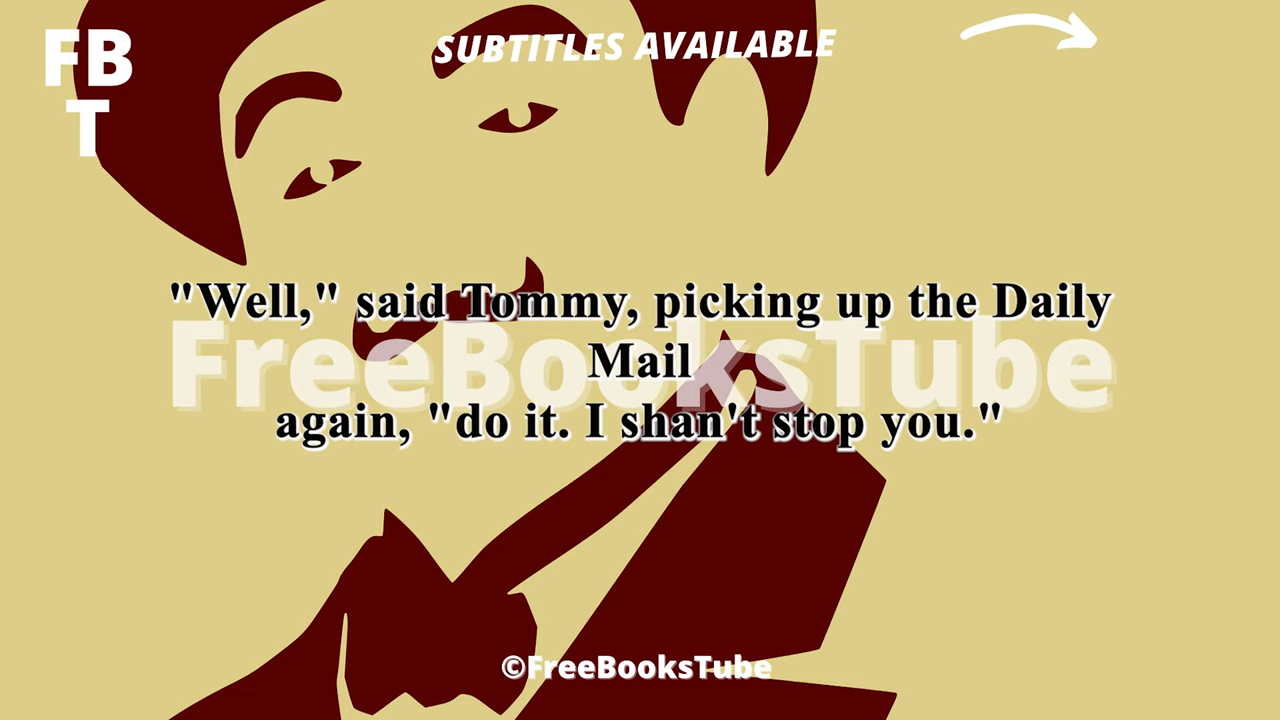 FB
T
SUBTITLES AVAILABLE
"Well," said Tommy, picking up the Daily
Mail
again, "do it. I shan't stop you."
FreeBooksTube
©FreeBooksTube